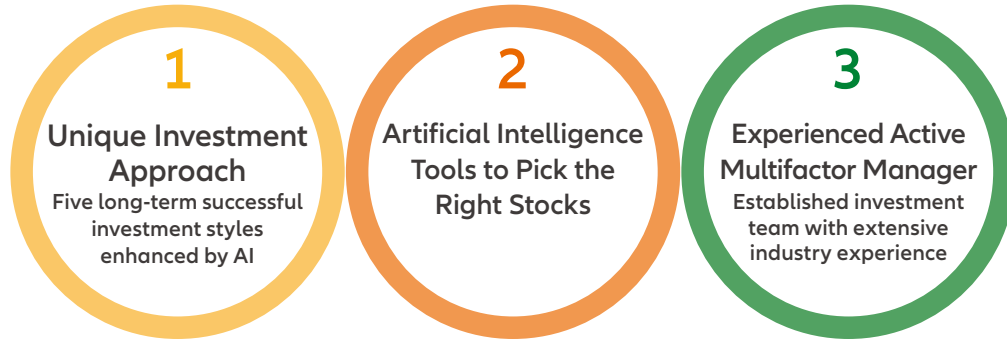 1
Unique Investment
Approach
Five long-term successful
investment styles
enhanced by AI
2
Artificial Intelligence
Tools to Pick the
Right Stocks
3
Experienced Active
Multifactor Manager
Established investment
team with extensive
industry experience